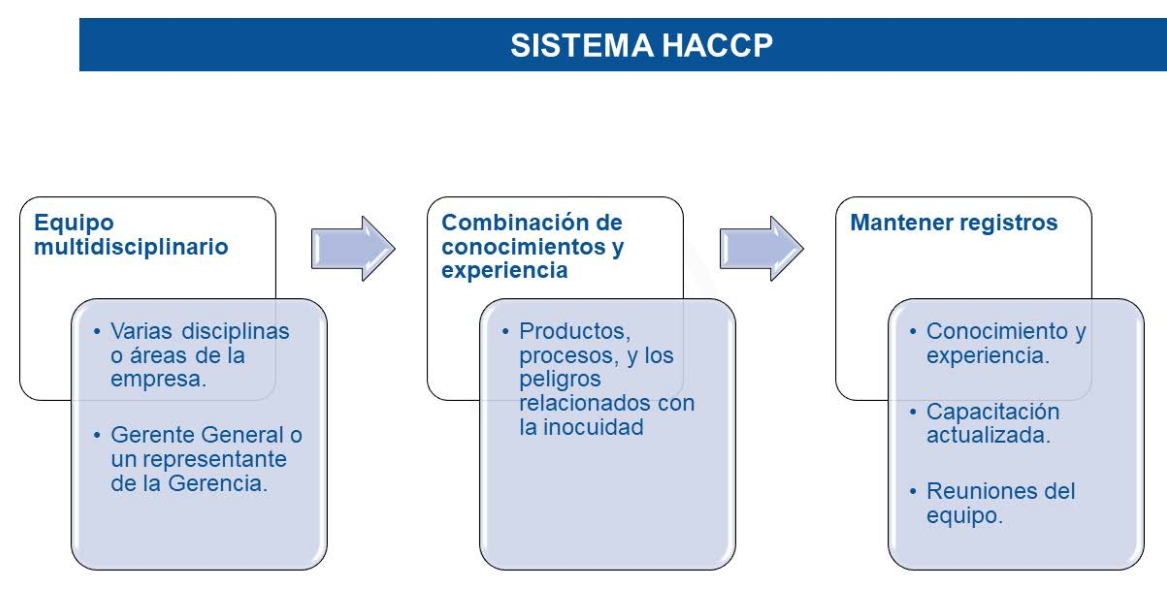 SISTEMA HACCP
Equipo
multidisciplinario
• Varias disciplinas
o áreas de la
empresa.
• Gerente General o
un representante
de la Gerencia.
Combinación de
conocimientos y
experiencia
• Productos,
procesos, y los
peligros
relacionados con
la inocuidad
Mantener registros
• Conocimiento y
experiencia.
• Capacitación
actualizada.
• Reuniones del
equipo.